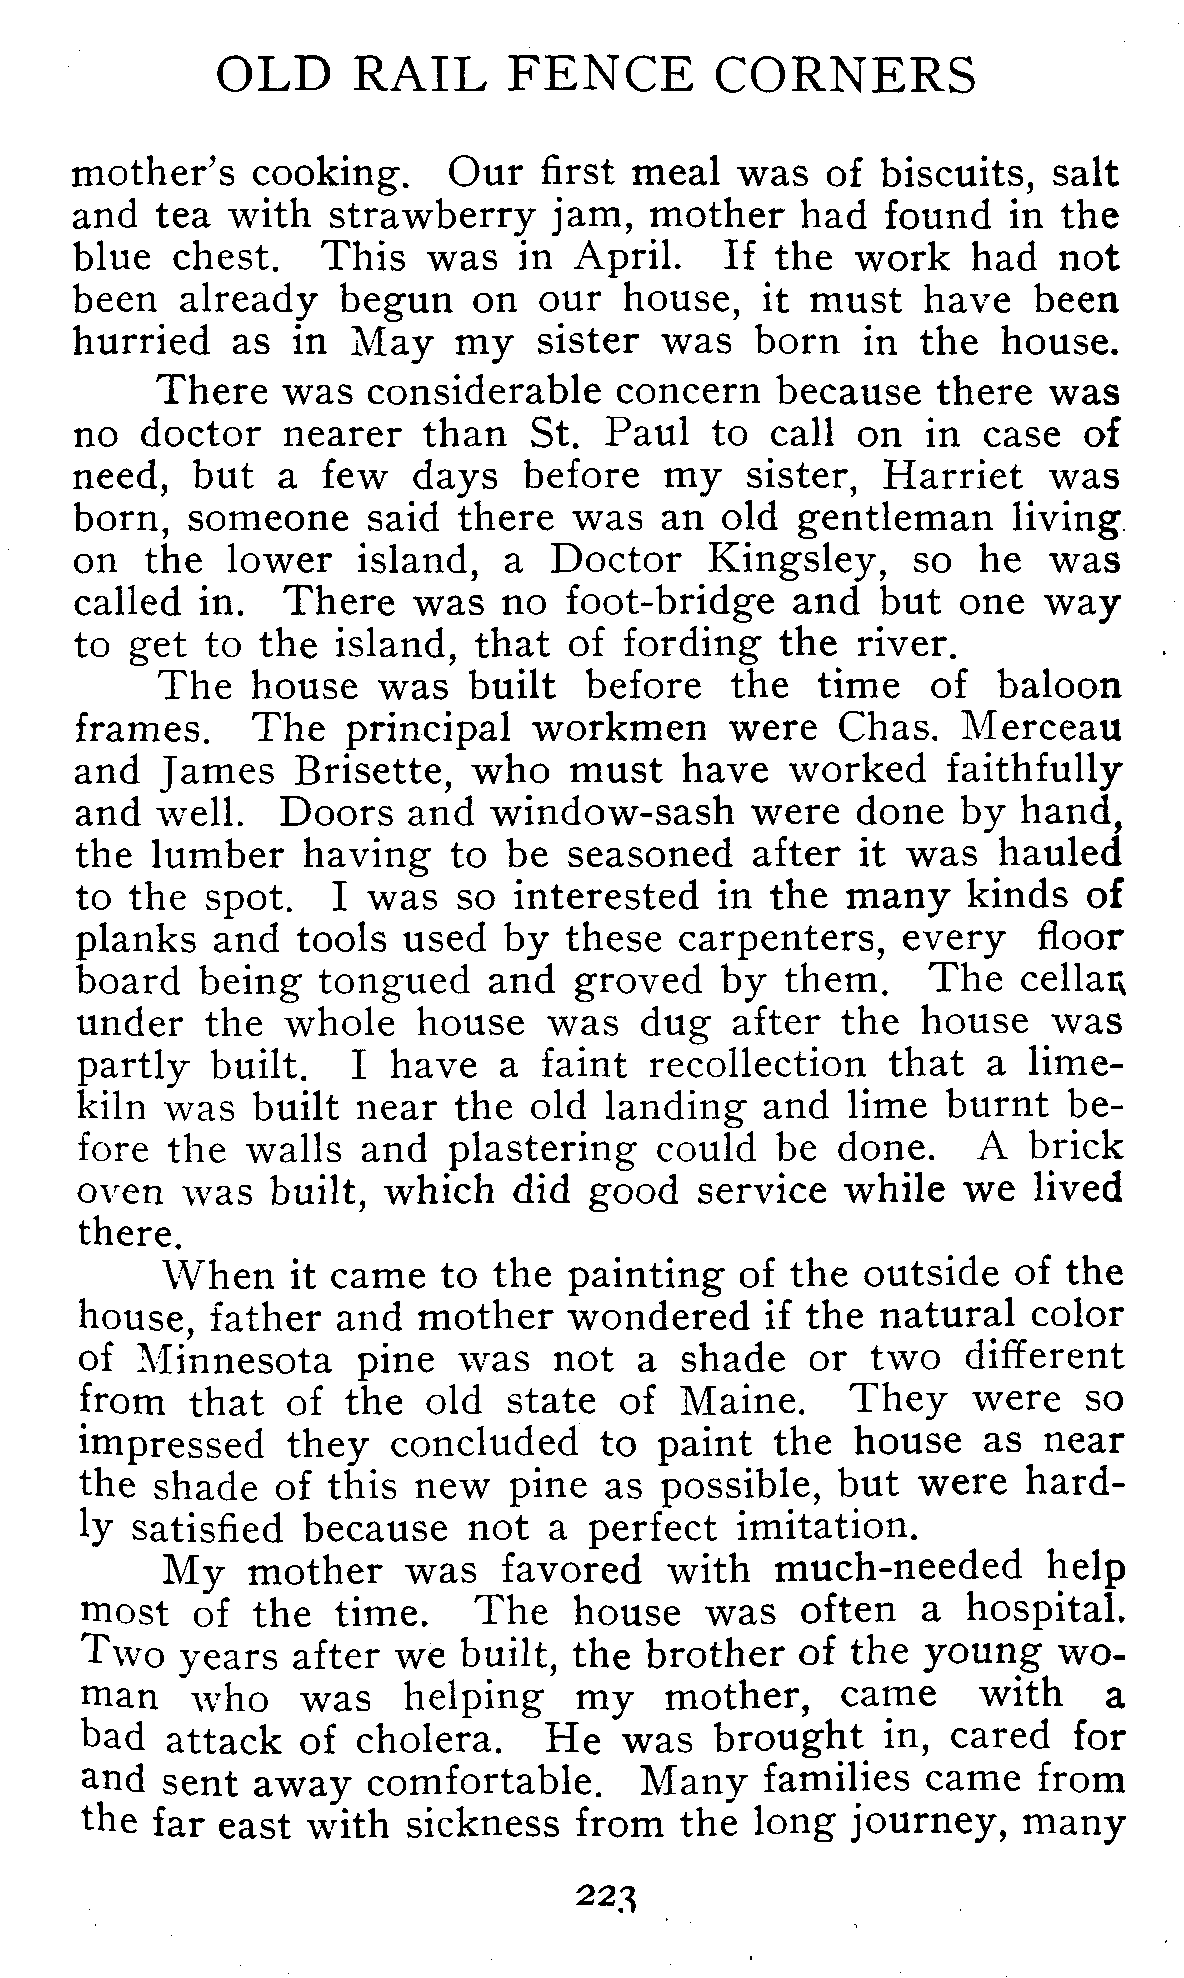 OLD RAIL FENCE CORNERS
mother's cooking. Our first meal was of biscuits, salt
and tea with strawberry jam, mother had found in the
blue chest. This was in April. If the work had not
been already begun on our house, it must have been
hurried as in May my sister was born in the house.
There was considerable concern because there was
no doctor nearer than St. Paul to call on in case of
need, but a few days before my sister, Harriet was
born, someone said there was an old gentleman living
on the lower island, a Doctor Kingsley, so he was
called in. There was no foot-bridge and but one way
to get to the island, that of fording the river.
The house was built before the time of baloon
frames. The principal workmen were Chas. Merceau
and James Brisette, who must have worked faithfully
and well. Doors and window-sash were done by hand,
the lumber having to be seasoned after it was hauled
to the spot. I was so interested in the many kinds of
planks and tools used by these carpenters, every floor
board being tongued and groved by them. The cellar
under the whole house was dug after the house was
partly built. I have a faint recollection that a lime-
kiln was built near the old landing and lime burnt be-
fore the walls and plastering could be done. A brick
oven was built, which did good service while we lived
there.
When it came to the painting of the outside of the
house, father and mother wondered if the natural color
of Minnesota pine was not a shade or two different
from that of the old state of Maine. They were so
impressed they concluded to paint the house as near
the shade of this new pine as possible, but were hard-
ly satisfied because not a perfect imitation.
My mother was favored with much-needed help
most of the time. The house was often a hospital.
Two years after we built, the brother of the young wo-
man who was helping my mother, came with a
bad attack of cholera. He was brought in, cared for
and sent away comfortable. Many families came from
the far east with sickness from the long journey, many
223